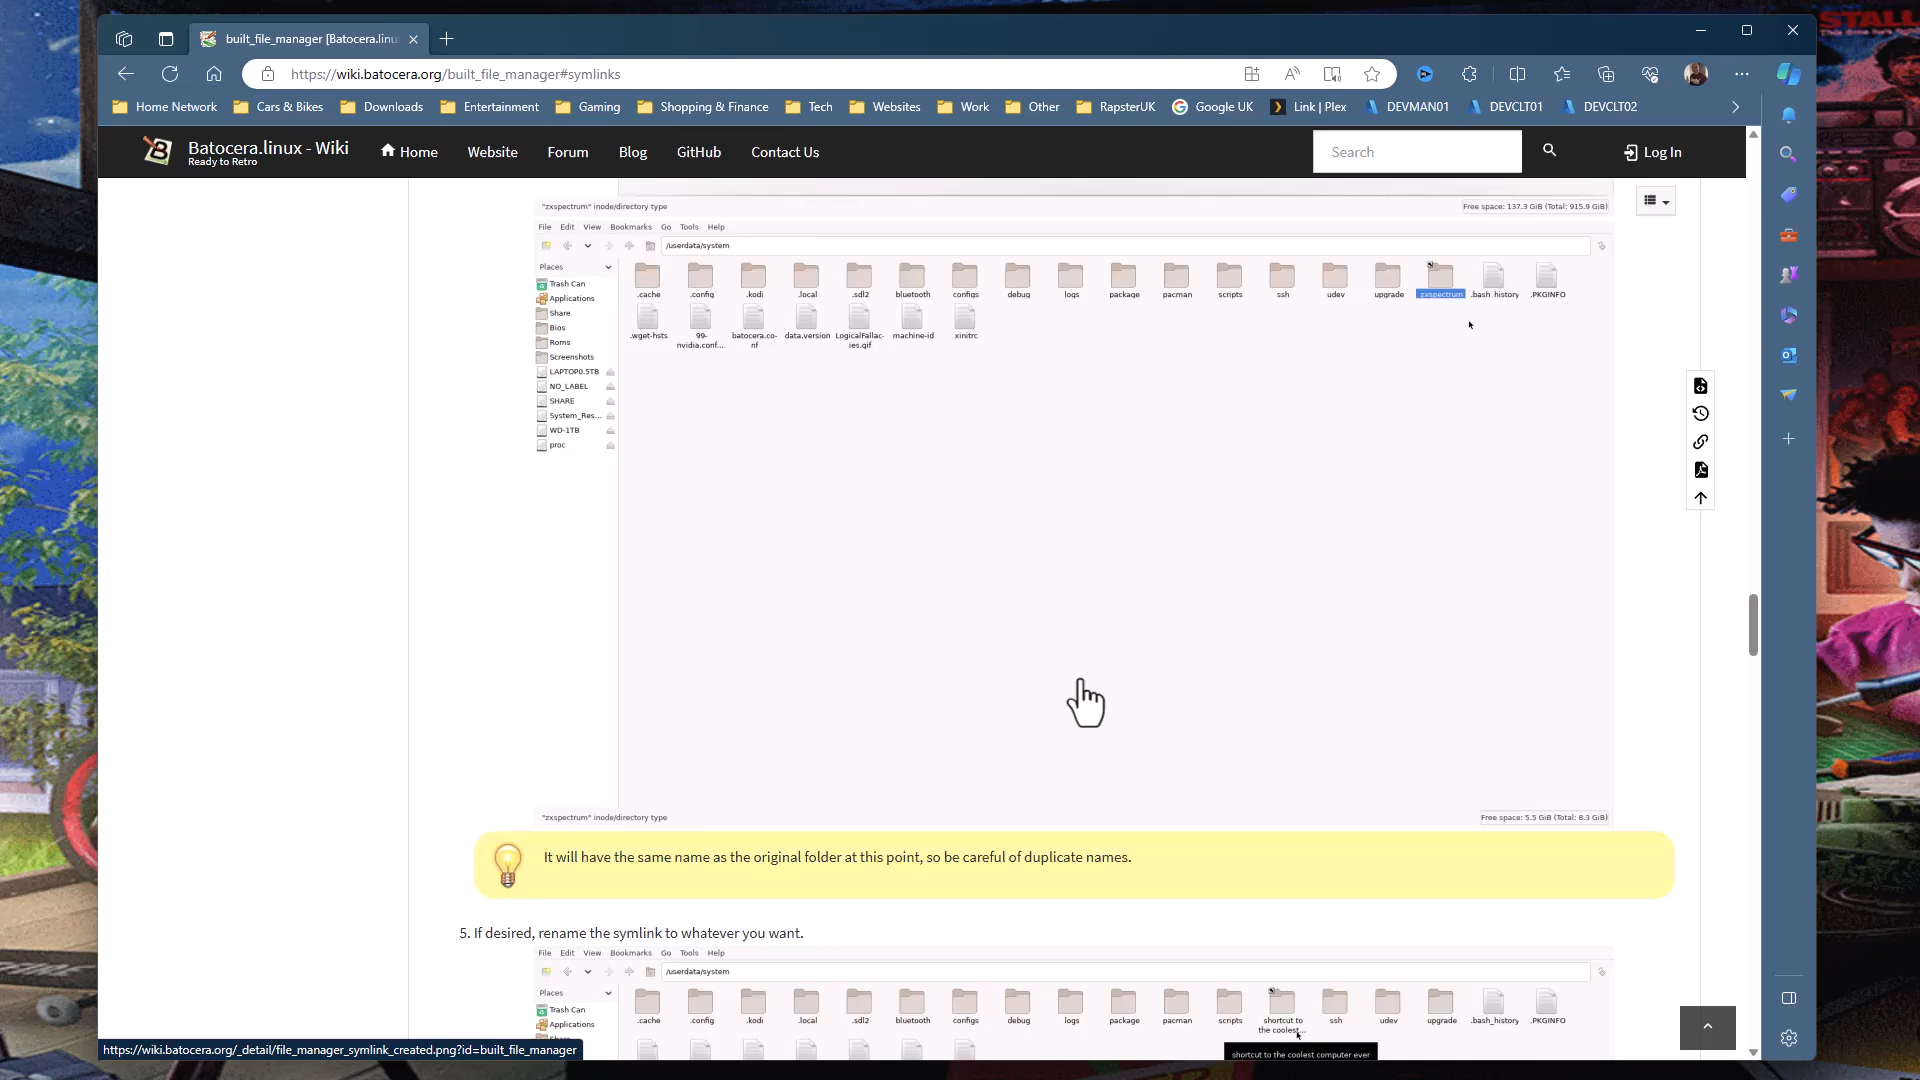 built_file_manager [Batocera.linu
https://wiki.batocera.org/built_file_manager#symlinks
Home Network
Cars & Bikes
Downloads
Entertainment
Gaming
Shopping & Finance
Tech
Websites
Work
Other
RapsterUK
Google UK
Link | Plex
DEVMAN01
DEVCLT01
DEVCLT02
Batocera.linux - Wiki
Ready to Retro
Home
Website
Forum
Blog
GitHub
Contact Us
Search
Log In
"zxspectrum" inode/directory type
Free space: 137.3 GiB (Total: 915.9 GiB)
File Edit View Bookmarks Go Tools Help
/userdata/system
Places
Trash Can
Applications
Share
Bios
Roms
Screenshots
LAPTOP0.5TB
NO_LABEL
SHARE
System_Res...
WD-1TB
proc
.cache .config .kodi .local .sdl2 bluetooth configs debug logs package pacman scripts ssh udev upgrade zxspectrum .bash_history .PKGINFO
.wget-hsts 99-nvidia.conf... batocera.co-nf data.version LogicalFallac-ies.gif machine-id xinitrc
"zxspectrum" inode/directory type
Free space: 5.5 GiB (Total: 8.3 GiB)
It will have the same name as the original folder at this point, so be careful of duplicate names.
5. If desired, rename the symlink to whatever you want.
File Edit View Bookmarks Go Tools Help
/userdata/system
Places
Trash Can
Applications
.cache .config .kodi .local .sdl2 bluetooth configs debug logs package pacman scripts shortcut to the coolest... ssh udev upgrade .bash_history .PKGINFO
shortcut to the coolest computer ever
https://wiki.batocera.org/_detail/file_manager_symlink_created.png?id=built_file_manager